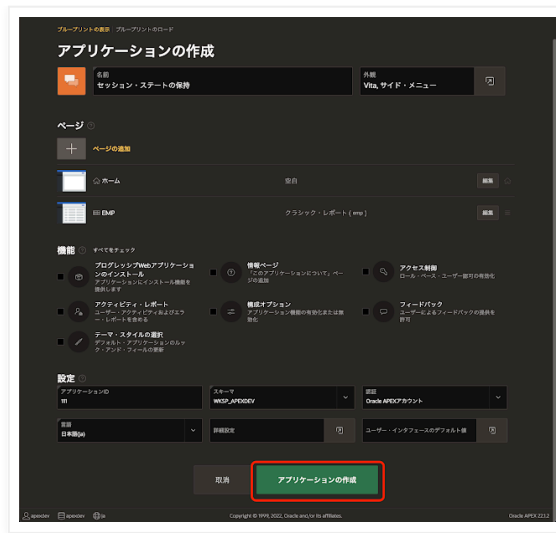 ブループリントの表示 | ブループリントのロード
アプリケーションの作成
名前
セッション・ステートの保持
外観
Vita, サイド・メニュー
ページ
ページの追加
ホーム
空白
編集
EMP
クラシック・レポート ( emp )
編集
機能
すべてをチェック
プログレッシブWebアプリケーションのインストール
アプリケーションにインストール機能を提供します
情報ページ
「このアプリケーションについて」ページの追加
アクセス制御
ロール・ベース・ユーザー認可の有効化
アクティビティ・レポート
ユーザー・アクティビティおよびエラー・レポートを含める
構成オプション
アプリケーション機能の有効化または無効化
フィードバック
ユーザーによるフィードバックの提供を許可
テーマ・スタイルの選択
デフォルト・アプリケーションのルック・アンド・フィールの更新
設定
アプリケーションID
111
スキーマ
WKSP_APEXDEV
認証
Oracle APEXアカウント
言語
日本語(ja)
詳細設定
ユーザー・インタフェースのデフォルト値
取消
アプリケーションの作成
apexdev
apexdev
ja
Copyright © 1999, 2022, Oracle and/or its affiliates.
Oracle APEX 22.1.2